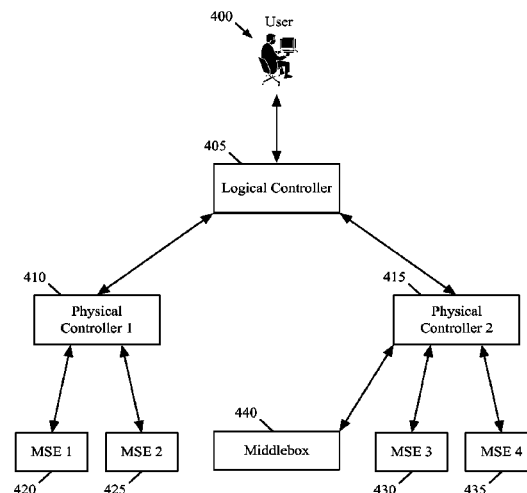 400
User
405
Logical Controller
410
Physical
Controller 1
415
Physical
Controller 2
MSE 1
420
MSE 2
425
440
Middlebox
MSE 3
430
MSE 4
435